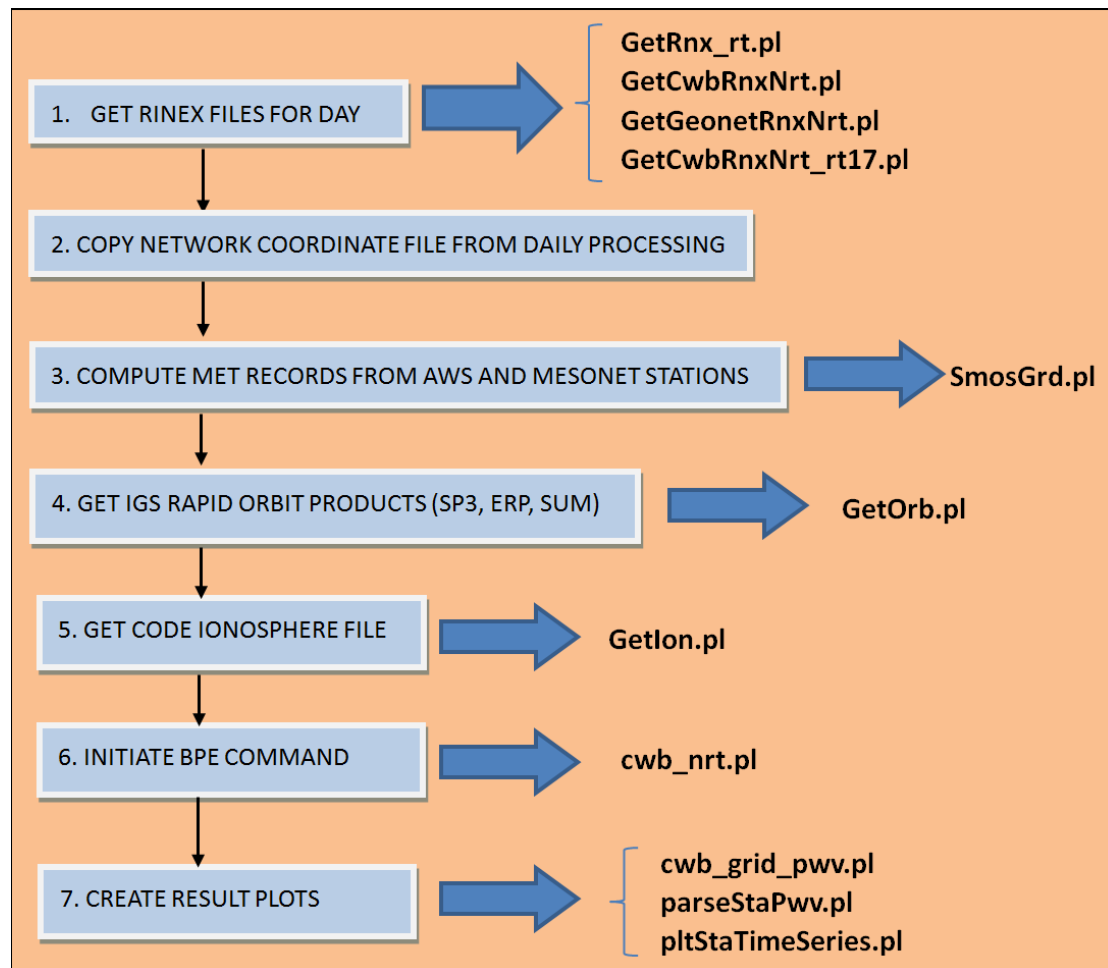 1. GET RINEX FILES FOR DAY
GetRnx_rt.pl
GetCwbRnxNrt.pl
GetGeonetRnxNrt.pl
GetCwbRnxNrt_rt17.pl
2. COPY NETWORK COORDINATE FILE FROM DAILY PROCESSING
3. COMPUTE MET RECORDS FROM AWS AND MESONET STATIONS
SmosGrd.pl
4. GET IGS RAPID ORBIT PRODUCTS (SP3, ERP, SUM)
GetOrb.pl
5. GET CODE IONOSPHERE FILE
GetIon.pl
6. INITIATE BPE COMMAND
cwb_nrt.pl
7. CREATE RESULT PLOTS
cwb_grid_pwv.pl
parseStaPwv.pl
pltStaTimeSeries.pl